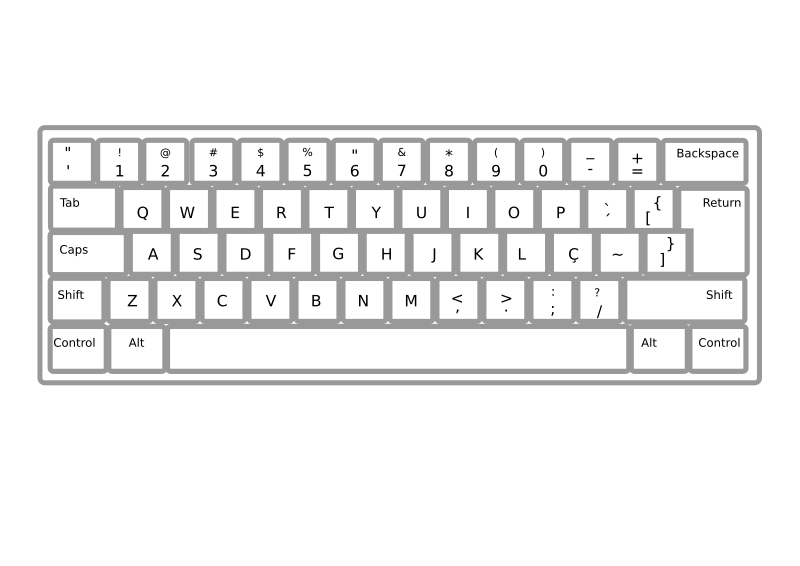 " ! @ # $ % " & * ( ) _ + Backspace
' 1 2 3 4 5 6 7 8 9 0 - =
Tab Q W E R T Y U I O P ` ´ { [ Return
Caps A S D F G H J K L Ç ~ } ]
Shift Z X C V B N M < , > . : ; ? / Shift
Control Alt Alt Control